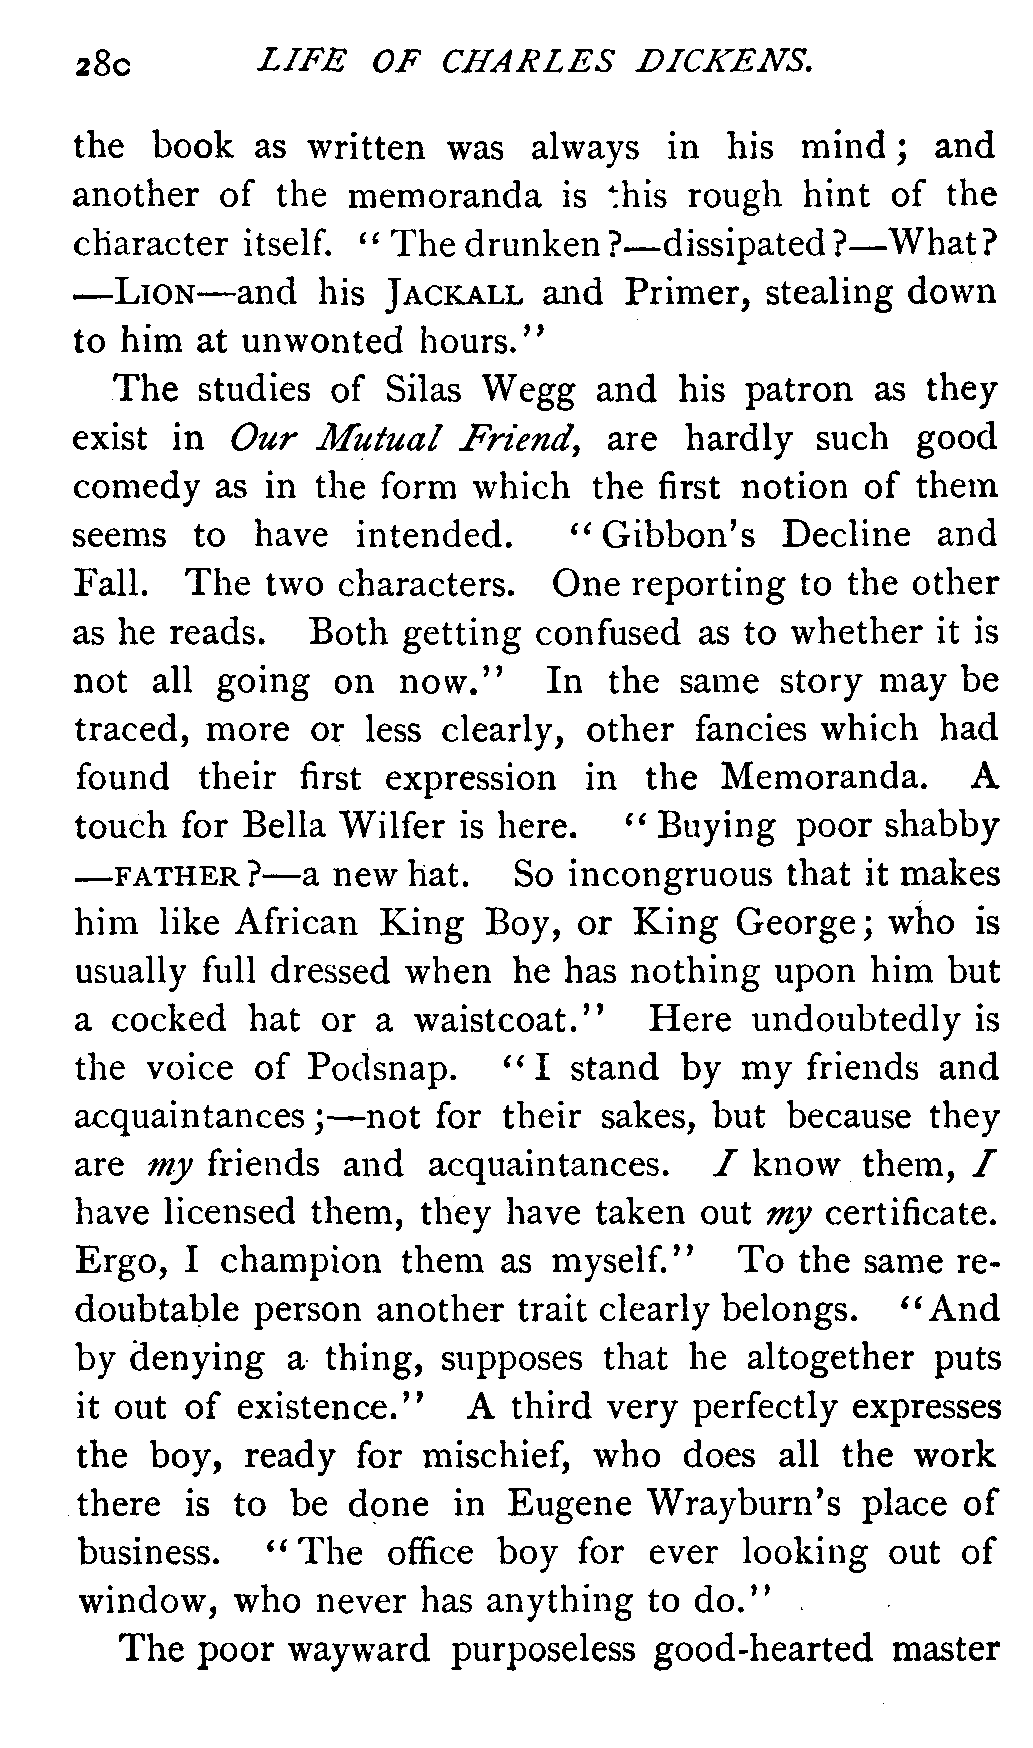 280 LIFE OF CHARLES DICKENS.
the book as written was always in his mind; and
another of the memoranda is this rough hint of the
character itself. "The drunken?—dissipated?—What?
—LION—and his JACKALL and Primer, stealing down
to him at unwonted hours."
The studies of Silas Wegg and his patron as they
exist in Our Mutual Friend, are hardly such good
comedy as in the form which the first notion of them
seems to have intended. "Gibbon's Decline and
Fall. The two characters. One reporting to the other
as he reads. Both getting confused as to whether it is
not all going on now." In the same story may be
traced, more or less clearly, other fancies which had
found their first expression in the Memoranda. A
touch for Bella Wilfer is here. "Buying poor shabby
—FATHER?—a new hat. So incongruous that it makes
him like African King Boy, or King George; who is
usually full dressed when he has nothing upon him but
a cocked hat or a waistcoat." Here undoubtedly is
the voice of Podsnap. "I stand by my friends and
acquaintances;—not for their sakes, but because they
are my friends and acquaintances. I know them, I
have licensed them, they have taken out my certificate.
Ergo, I champion them as myself." To the same re-
doubtable person another trait clearly belongs. "And
by denying a thing, supposes that he altogether puts
it out of existence." A third very perfectly expresses
the boy, ready for mischief, who does all the work
there is to be done in Eugene Wrayburn's place of
business. "The office boy for ever looking out of
window, who never has anything to do."
The poor wayward purposeless good-hearted master